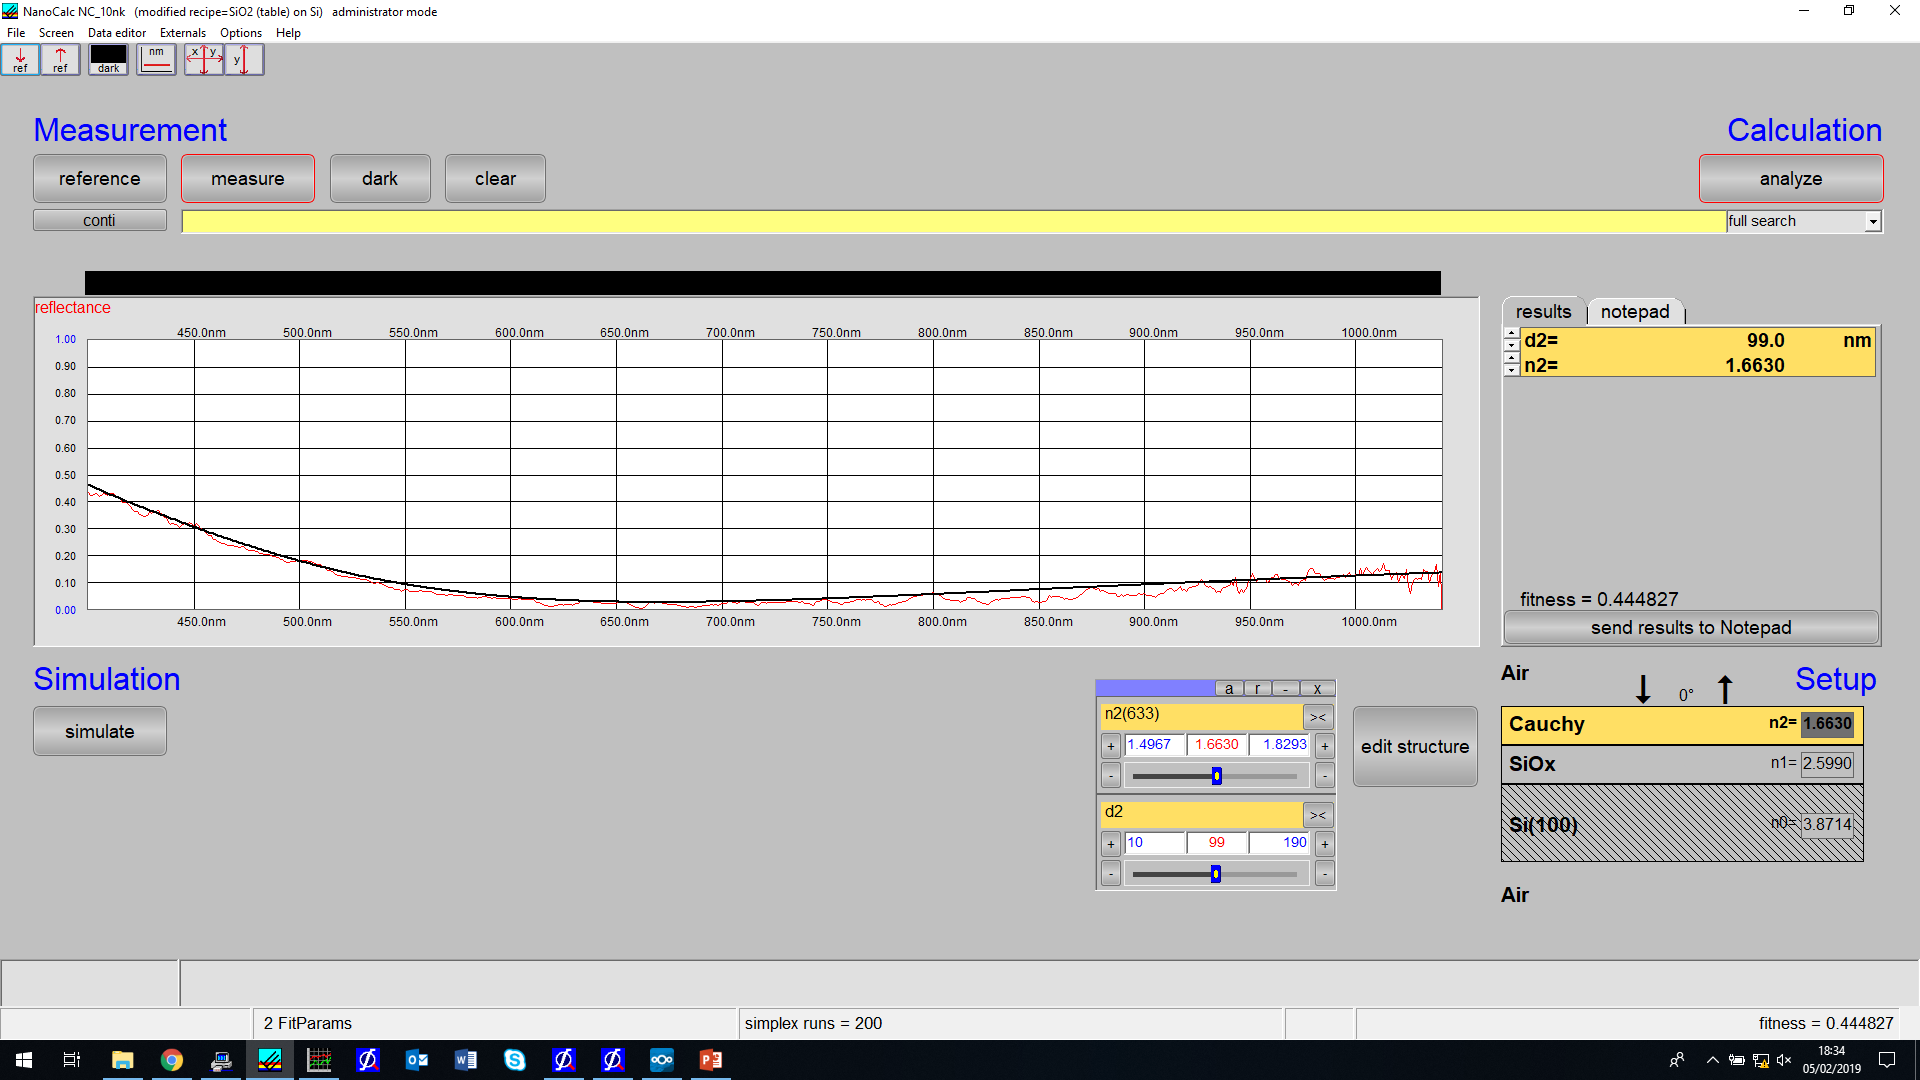 NanoCalc NC_10nk (modified recipe=SiO2 (table) on Si) administrator mode
File Screen Data editor Externals Options Help
ref ref dark nm x y y
Measurement
Calculation
reference measure dark clear
analyze
conti
full search
reflectance
450.0nm 500.0nm 550.0nm 600.0nm 650.0nm 700.0nm 750.0nm 800.0nm 850.0nm 900.0nm 950.0nm 1000.0nm
1.00
0.90
0.80
0.70
0.60
0.50
0.40
0.30
0.20
0.10
0.00
450.0nm 500.0nm 550.0nm 600.0nm 650.0nm 700.0nm 750.0nm 800.0nm 850.0nm 900.0nm 950.0nm 1000.0nm
results notepad
d2= 99.0 nm
n2= 1.6630
fitness = 0.444827
send results to Notepad
Simulation
simulate
a r - x
n2(633) ><
+ 1.4967 1.6630 1.8293 +
- -
d2 ><
+ 10 99 190 +
- -
edit structure
Air
0°
Setup
Cauchy n2= 1.6630
SiOx n1= 2.5990
Si(100) n0= 3.8714
Air
2 FitParams
simplex runs = 200
fitness = 0.444827
18:34
05/02/2019